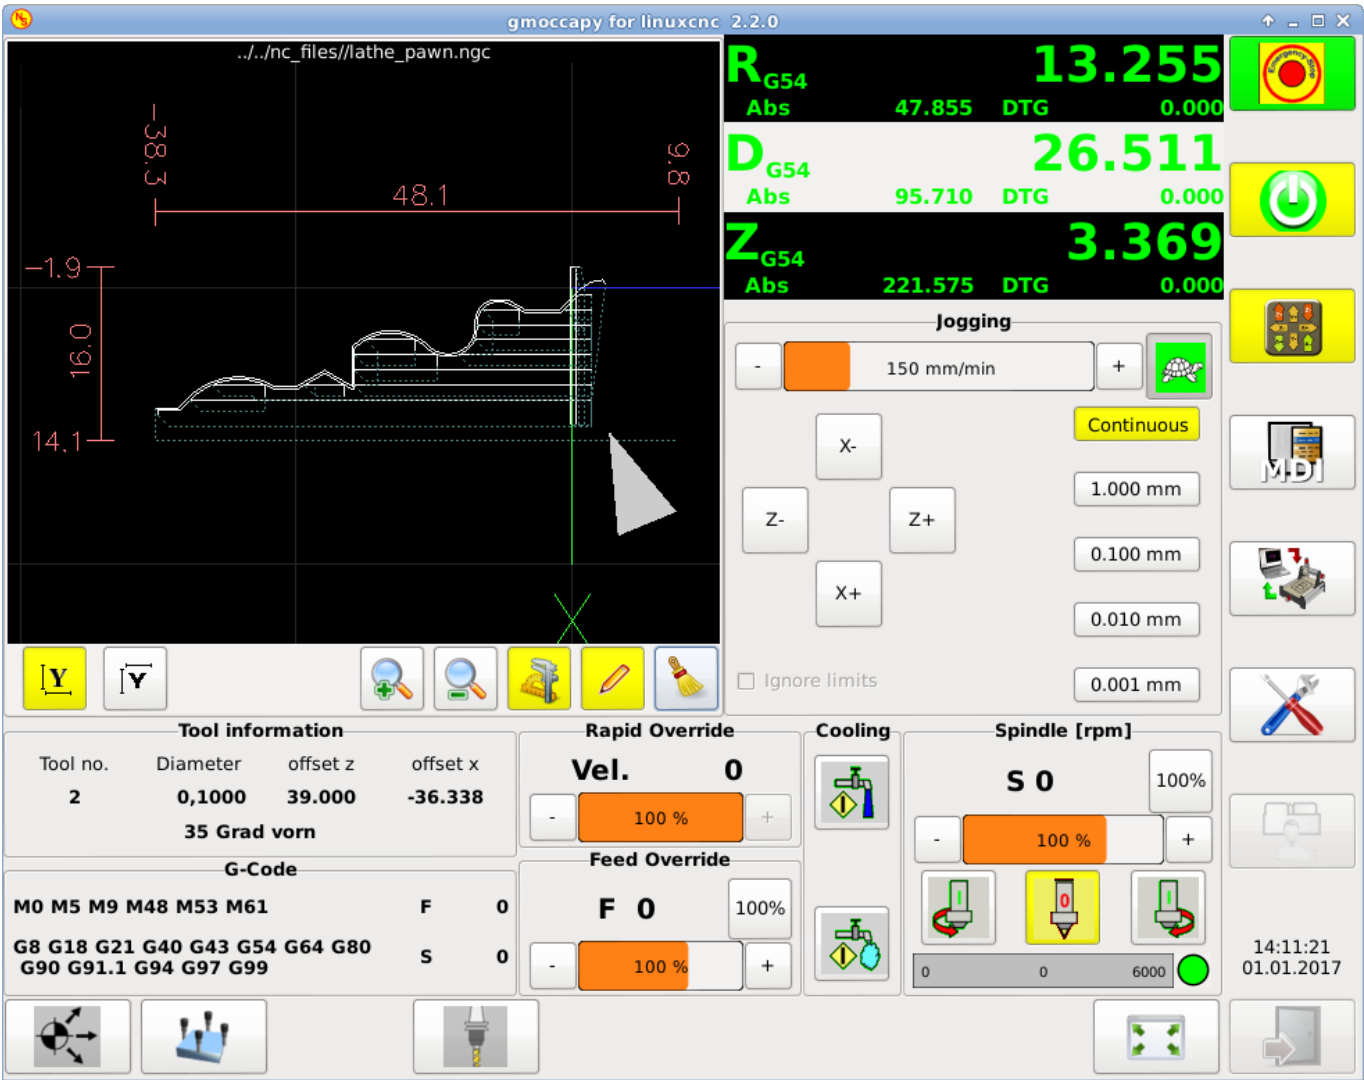 gmoccapy for linuxcnc 2.2.0
../../nc_files//lathe_pawn.ngc
-38.3
9.8
48.1
-1.9
16.0
14.1
R G54 13.255
Abs 47.855 DTG 0.000
D G54 26.511
Abs 95.710 DTG 0.000
Z G54 3.369
Abs 221.575 DTG 0.000
Emergency-Stop
Jogging
- 150 mm/min +
Continuous
X-
1.000 mm
Z- Z+
0.100 mm
X+
0.010 mm
Ignore limits
0.001 mm
MDI
Y Y
Tool information
Tool no. Diameter offset z offset x
2 0,1000 39.000 -36.338
35 Grad vorn
G-Code
M0 M5 M9 M48 M53 M61 F 0
G8 G18 G21 G40 G43 G54 G64 G80
G90 G91.1 G94 G97 G99
S 0
Rapid Override
Vel. 0
- 100 % +
Feed Override
F 0 100%
- 100 % +
Cooling
Spindle [rpm]
S 0 100%
- 100 % +
I 0 I
0 0 6000
14:11:21
01.01.2017